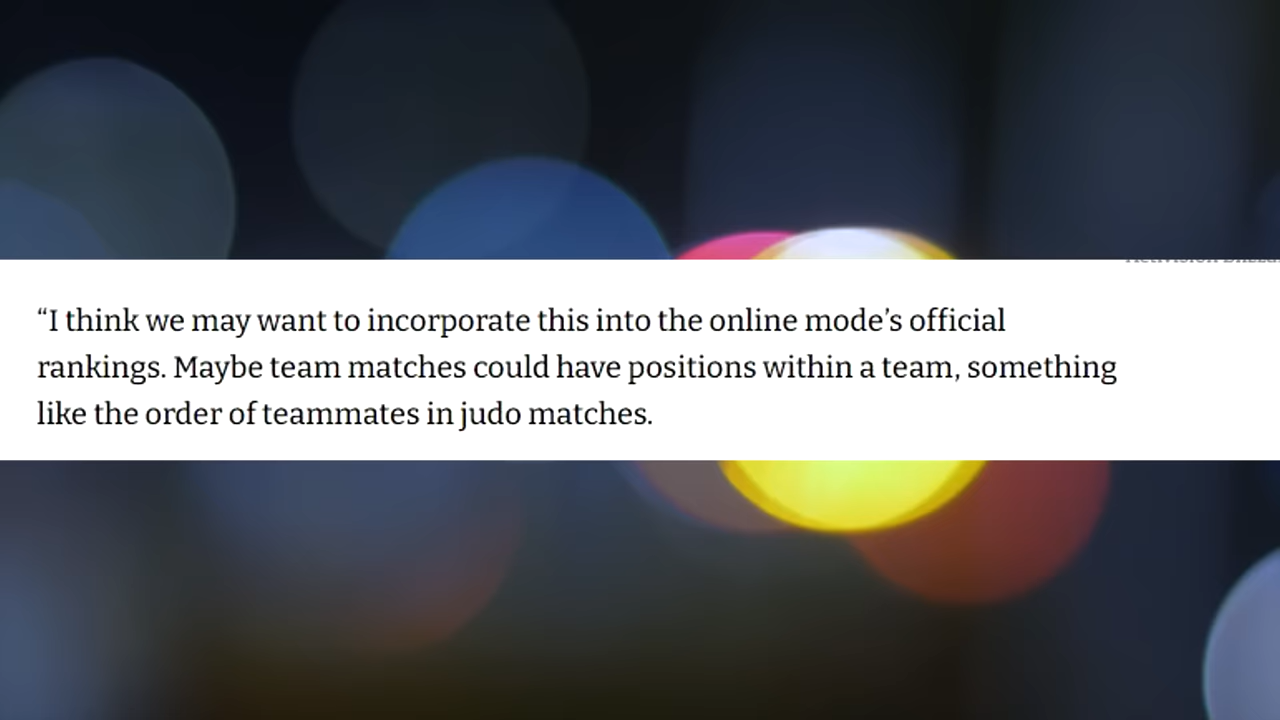 “I think we may want to incorporate this into the online mode’s official
rankings. Maybe team matches could have positions within a team, something
like the order of teammates in judo matches.